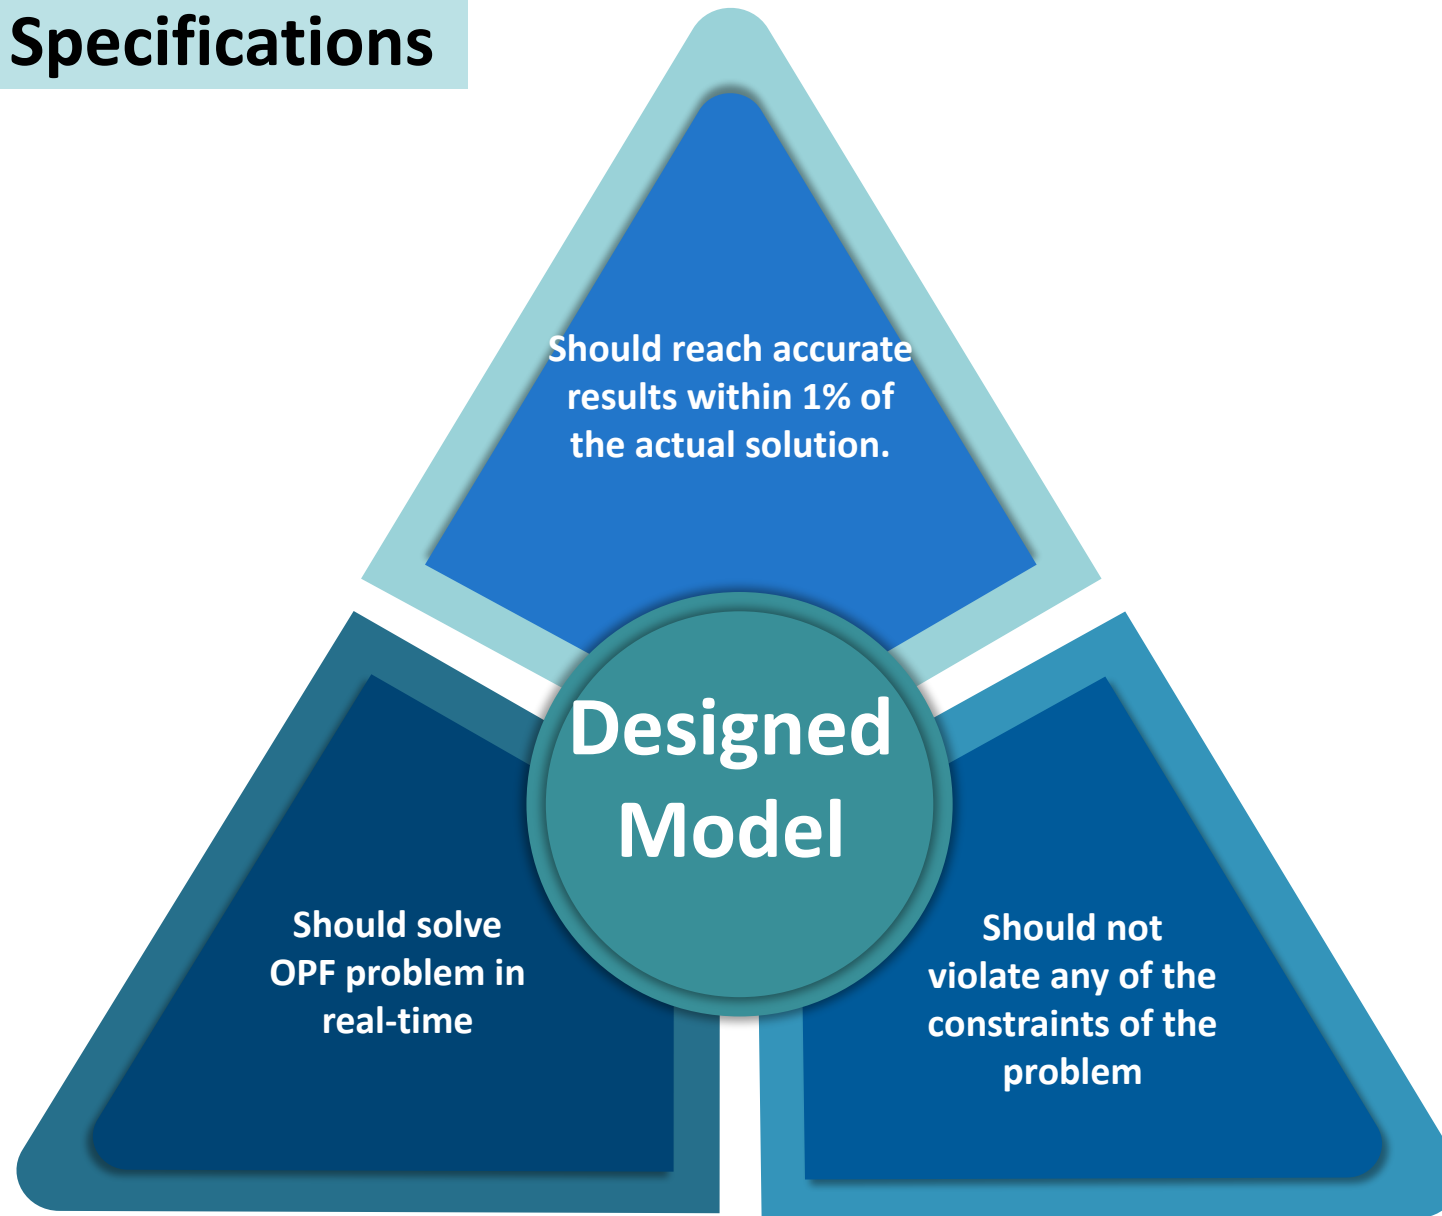 Specifications
Should reach accurate
results within 1% of
the actual solution.
Designed
Model
Should solve
OPF problem in
real-time
Should not
violate any of the
constraints of the
problem